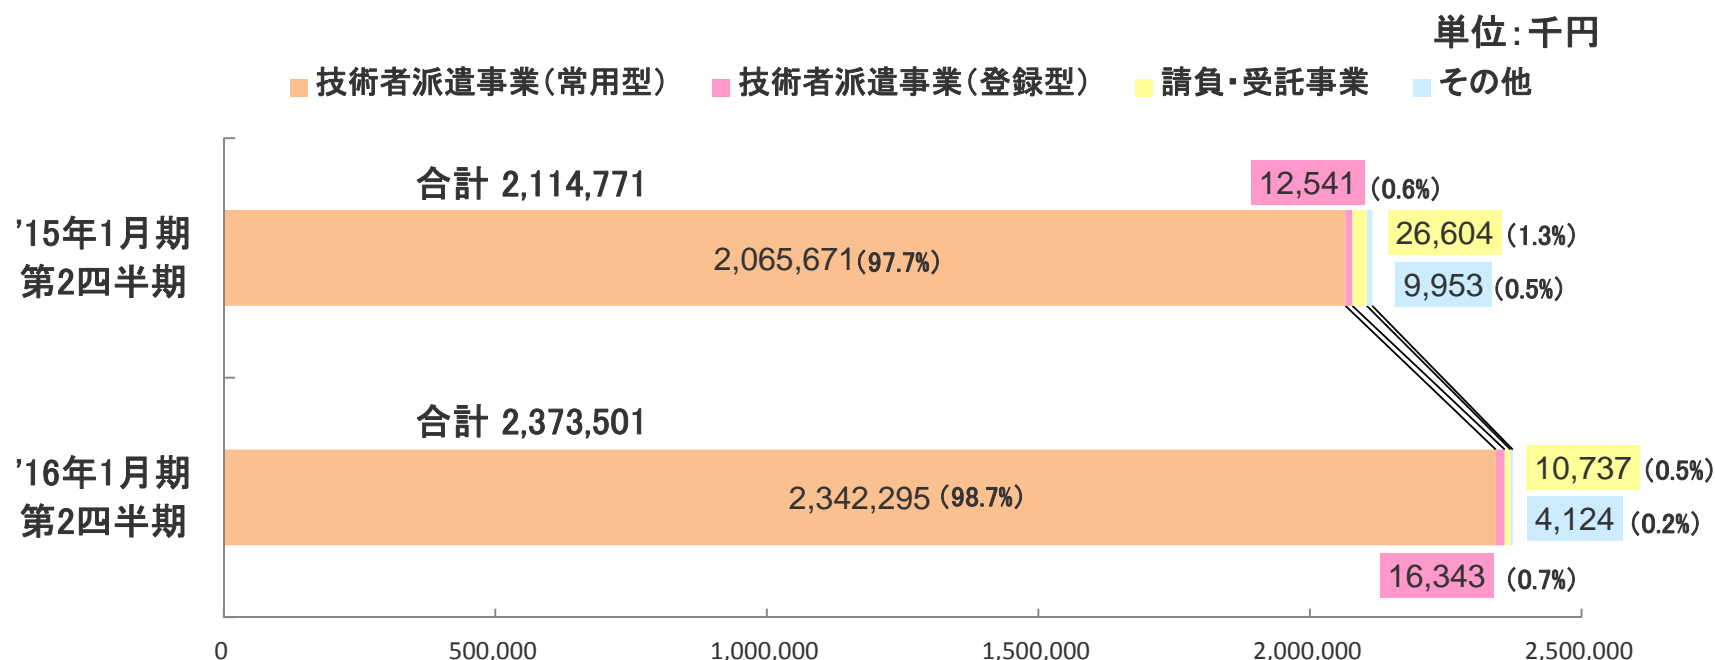 単位：千円
技術者派遣事業（常用型） 技術者派遣事業（登録型） 請負・受託事業 その他
合計 2,114,771
12,541 （0.6%）
’15年1月期
第2四半期
2,065,671（97.7%）
26,604 （1.3%）
9,953 （0.5%）
合計 2,373,501
’16年1月期
第2四半期
2,342,295 （98.7%）
10,737 （0.5%）
4,124 （0.2%）
16,343 （0.7%）
0 500,000 1,000,000 1,500,000 2,000,000 2,500,000